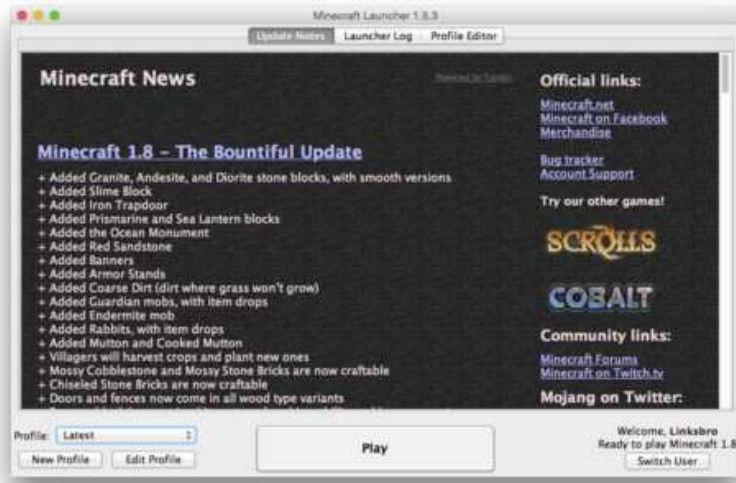 Minecraft Launcher 1.5.3
Update Notes
Launcher Log
Profile Editor
Minecraft News
Powered by Tumblr
Minecraft 1.8 – The Bountiful Update
+ Added Granite, Andesite, and Diorite stone blocks, with smooth versions
+ Added Slime Block
+ Added Iron Trapdoor
+ Added Prismarine and Sea Lantern blocks
+ Added the Ocean Monument
+ Added Red Sandstone
+ Added Banners
+ Added Armor Stands
+ Added Coarse Dirt (dirt where grass won't grow)
+ Added Guardian mobs, with item drops
+ Added Endermite mob
+ Added Rabbits, with item drops
+ Added Mutton and Cooked Mutton
+ Villagers will harvest crops and plant new ones
+ Mossy Cobblestone and Mossy Stone Bricks are now craftable
+ Chiseled Stone Bricks are now craftable
+ Doors and fences now come in all wood type variants
Official links:
Minecraft.net
Minecraft on Facebook
Merchandise
Bug tracker
Account Support
Try our other games!
SCROLLS
COBALT
Community links:
Minecraft Forums
Minecraft on Twitch.tv
Mojang on Twitter:
Profile: Latest
New Profile
Edit Profile
Play
Welcome, Linksbro
Ready to play Minecraft 1.8
Switch User